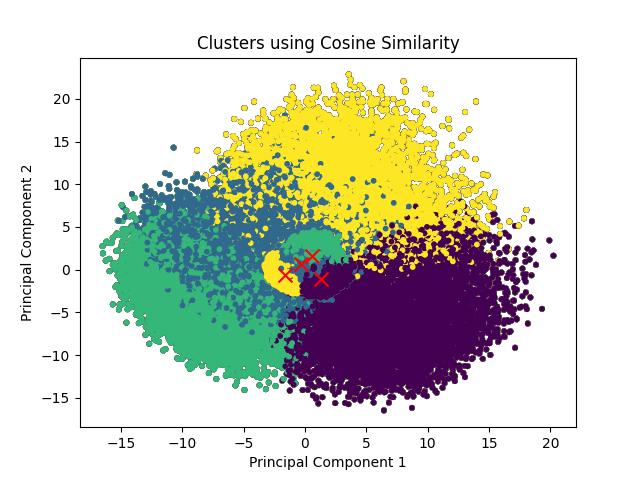 Clusters using Cosine Similarity
20
15
10
5
0
−5
−10
−15
Principal Component 2
−15 −10 −5 0 5 10 15 20
Principal Component 1